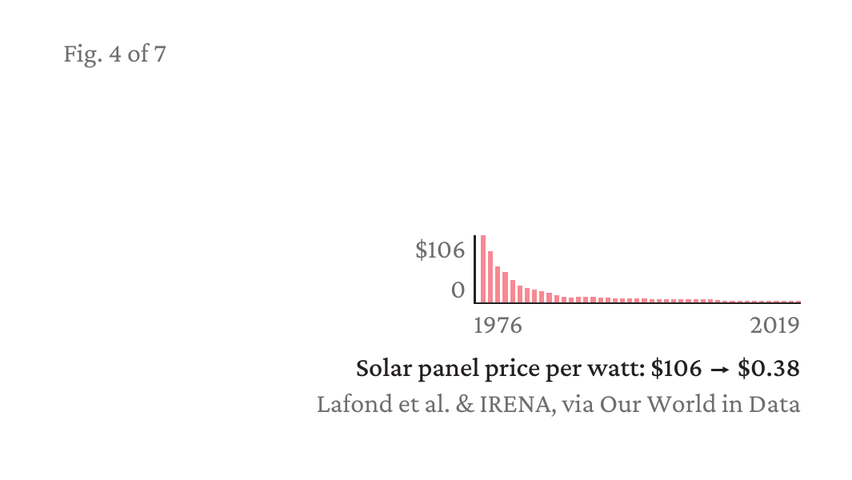 Fig. 4 of 7
$106
0
1976 2019
Solar panel price per watt: $106 → $0.38
Lafond et al. & IRENA, via Our World in Data